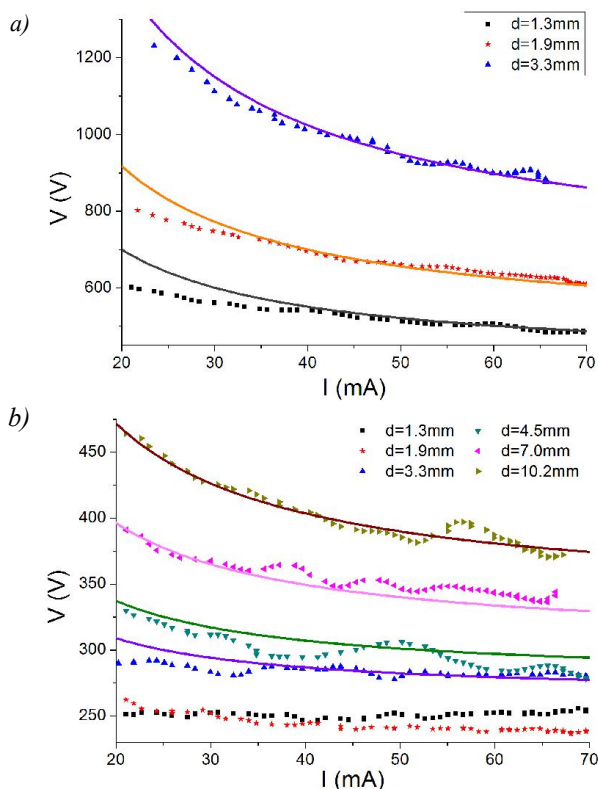 a)
d=1.3mm
d=1.9mm
d=3.3mm
1200
1000
800
600
V (V)
20 30 40 50 60 70
I (mA)
b)
d=1.3mm d=4.5mm
d=1.9mm d=7.0mm
d=3.3mm d=10.2mm
450
400
350
300
250
V (V)
20 30 40 50 60 70
I (mA)